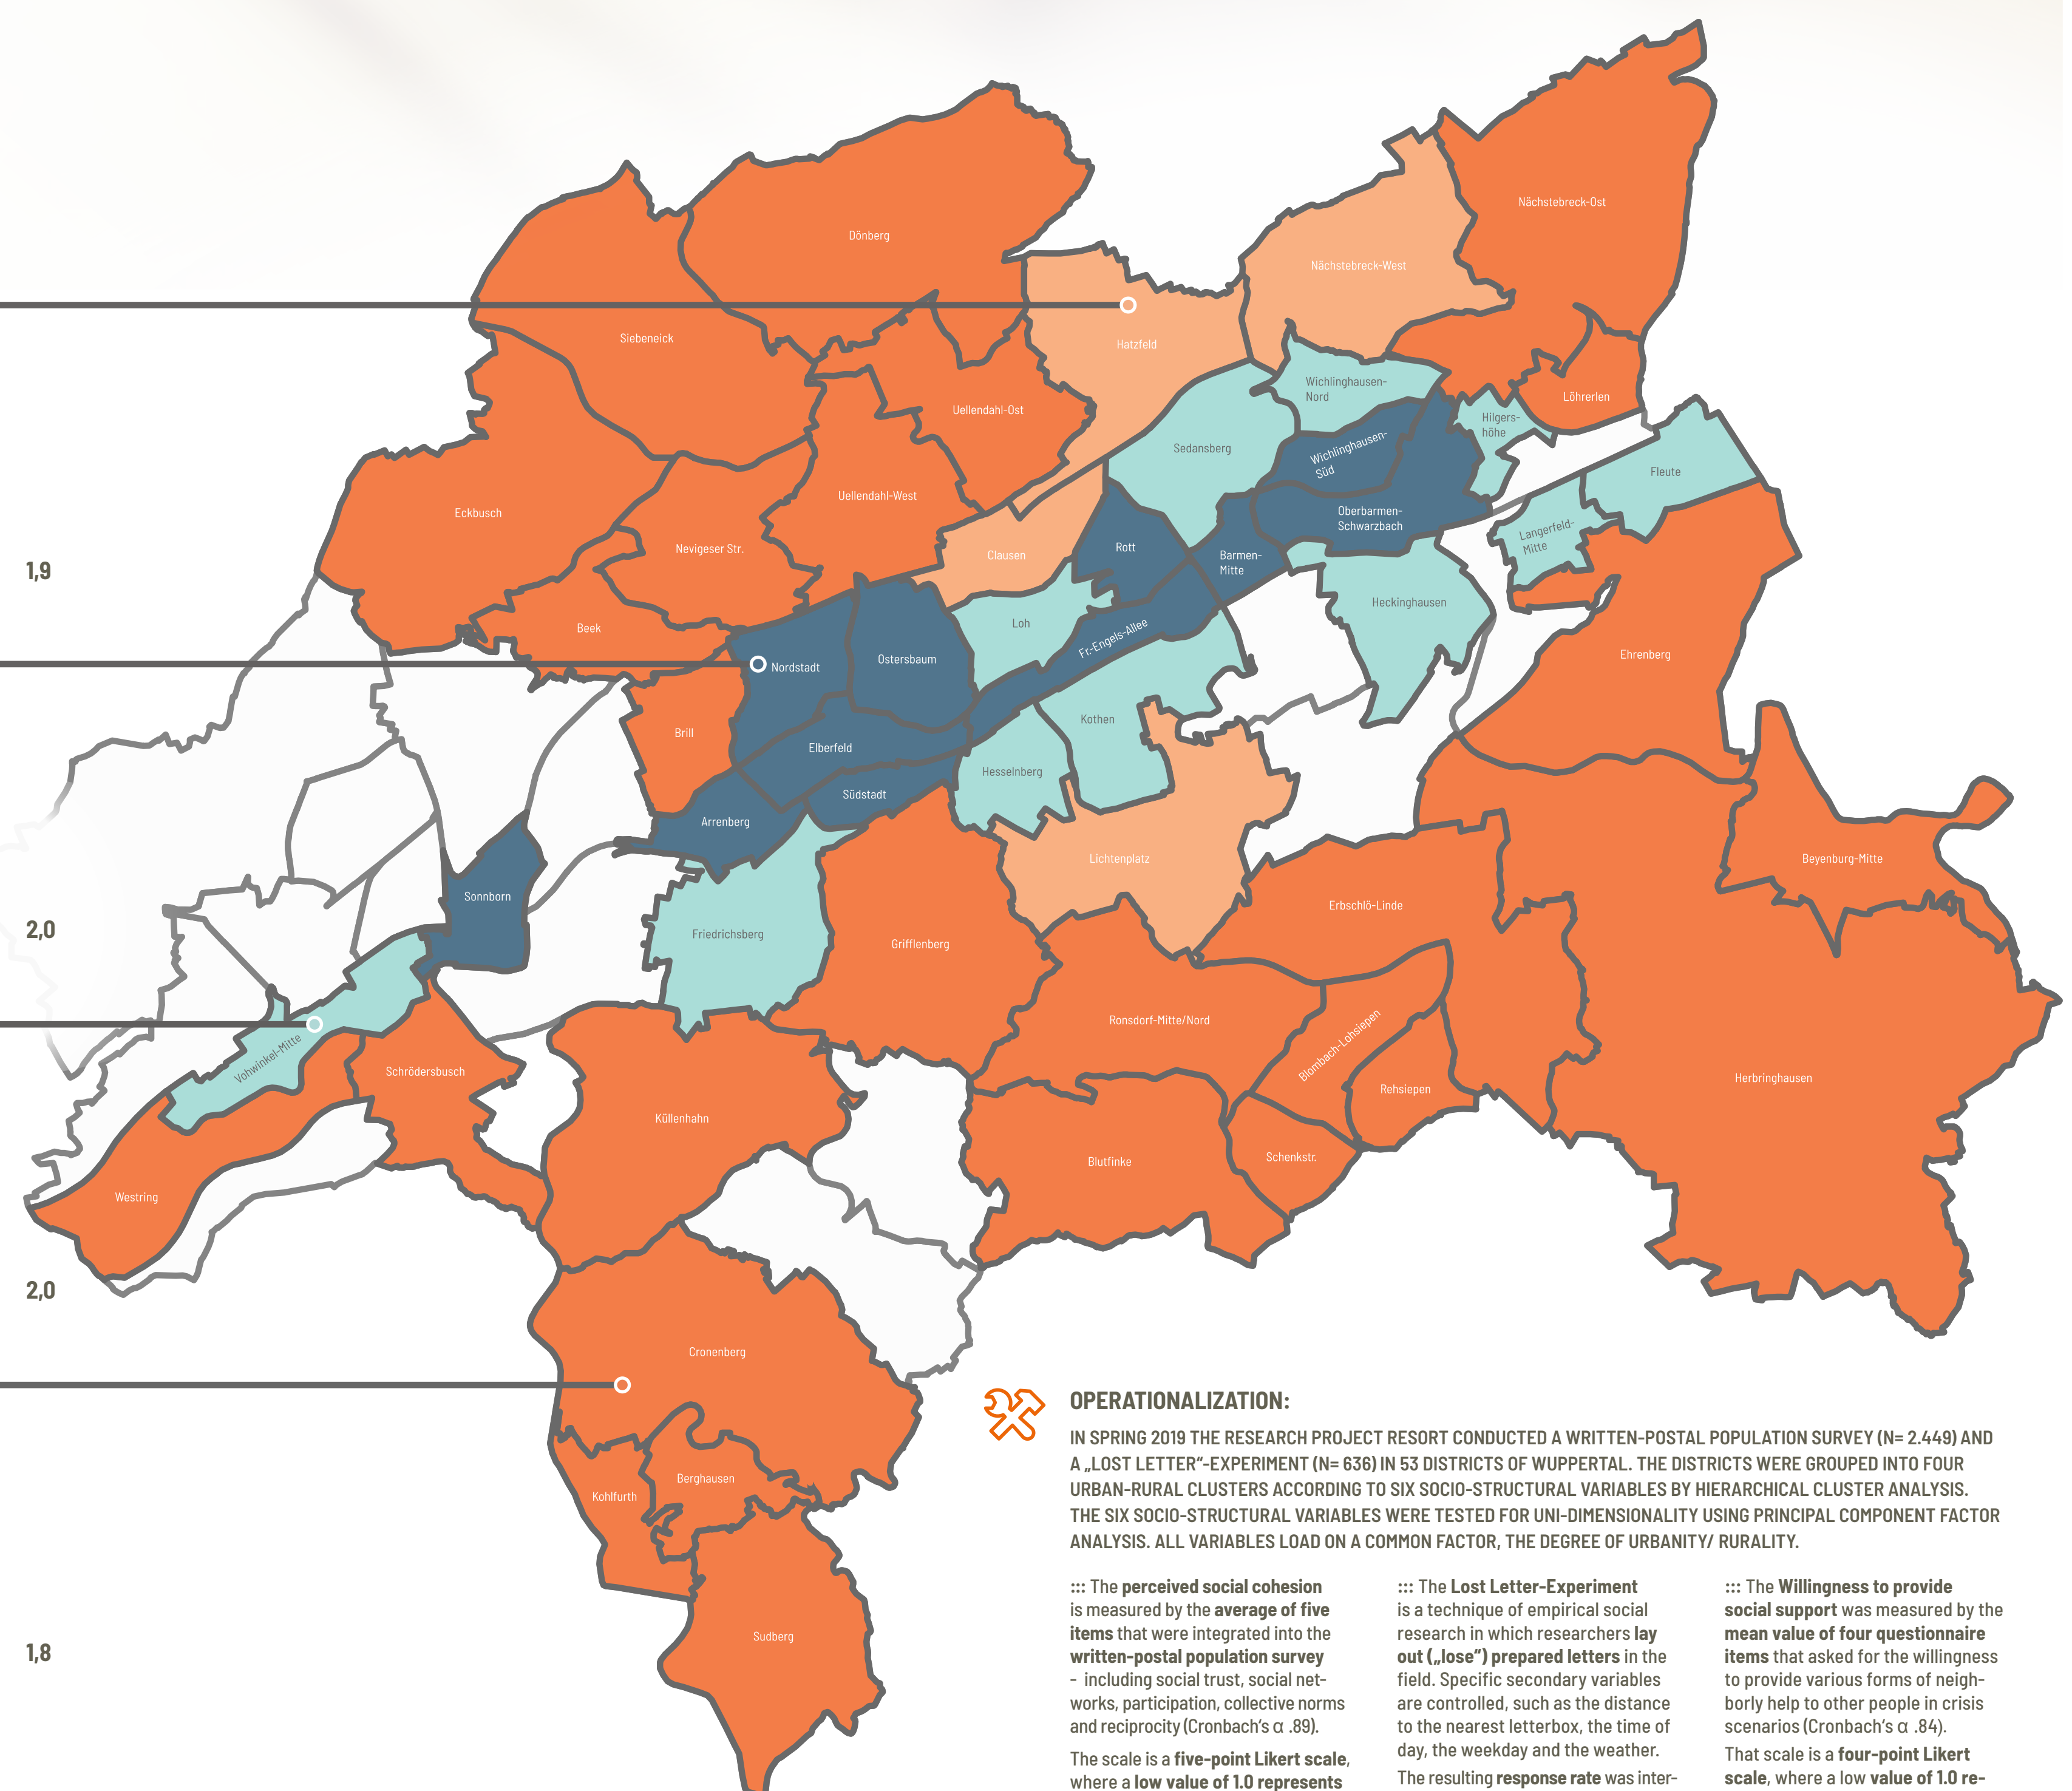 Nächstebreck-Ost
Dönberg
Nächstebreck-West
Siebeneick
Hatzfeld
Wichlinghausen-
Nord
Löhrerlen
Uellendahl-Ost
Hilgers-
höhe
Sedansberg
Wichlinghausen-
Süd
Fleute
Uellendahl-West
Eckbusch
Oberbarmen-
Schwarzbach
Langerfeld-
Mitte
Nevigeser Str.
Clausen
Rott
Barmen-
Mitte
1,9
Heckinghausen
Beek
Loh
Fr.-Engels-Allee
Ehrenberg
Nordstadt
Ostersbaum
Kothen
Brill
Elberfeld
Hesselnberg
Südstadt
Arrenberg
Lichtenplatz
Beyenburg-Mitte
Sonnborn
Erbschlö-Linde
2,0
Friedrichsberg
Grifflenberg
Ronsdorf-Mitte/Nord
Blombach-Lohsiepen
Vohwinkel-Mitte
Schrödersbusch
Herbringhausen
Rehsiepen
Küllenhahn
Schenkstr.
Blutfinke
Westring
2,0
Cronenberg
Berghausen
Kohlfurth
Sudberg
1,8
OPERATIONALIZATION:
IN SPRING 2019 THE RESEARCH PROJECT RESORT CONDUCTED A WRITTEN-POSTAL POPULATION SURVEY (N= 2.449) AND
A „LOST LETTER“-EXPERIMENT (N= 636) IN 53 DISTRICTS OF WUPPERTAL. THE DISTRICTS WERE GROUPED INTO FOUR
URBAN-RURAL CLUSTERS ACCORDING TO SIX SOCIO-STRUCTURAL VARIABLES BY HIERARCHICAL CLUSTER ANALYSIS.
THE SIX SOCIO-STRUCTURAL VARIABLES WERE TESTED FOR UNI-DIMENSIONALITY USING PRINCIPAL COMPONENT FACTOR
ANALYSIS. ALL VARIABLES LOAD ON A COMMON FACTOR, THE DEGREE OF URBANITY/ RURALITY.
::: The perceived social cohesion
is measured by the average of five
items that were integrated into the
written-postal population survey
- including social trust, social net-
works, participation, collective norms
and reciprocity (Cronbach‘s α .89).
The scale is a five-point Likert scale,
where a low value of 1.0 represents
::: The Lost Letter-Experiment
is a technique of empirical social
research in which researchers lay
out („lose“) prepared letters in the
field. Specific secondary variables
are controlled, such as the distance
to the nearest letterbox, the time of
day, the weekday and the weather.
The resulting response rate was inter-
::: The Willingness to provide
social support was measured by the
mean value of four questionnaire
items that asked for the willingness
to provide various forms of neigh-
borly help to other people in crisis
scenarios (Cronbach‘s α .84).
That scale is a four-point Likert
scale, where a low value of 1.0 re-